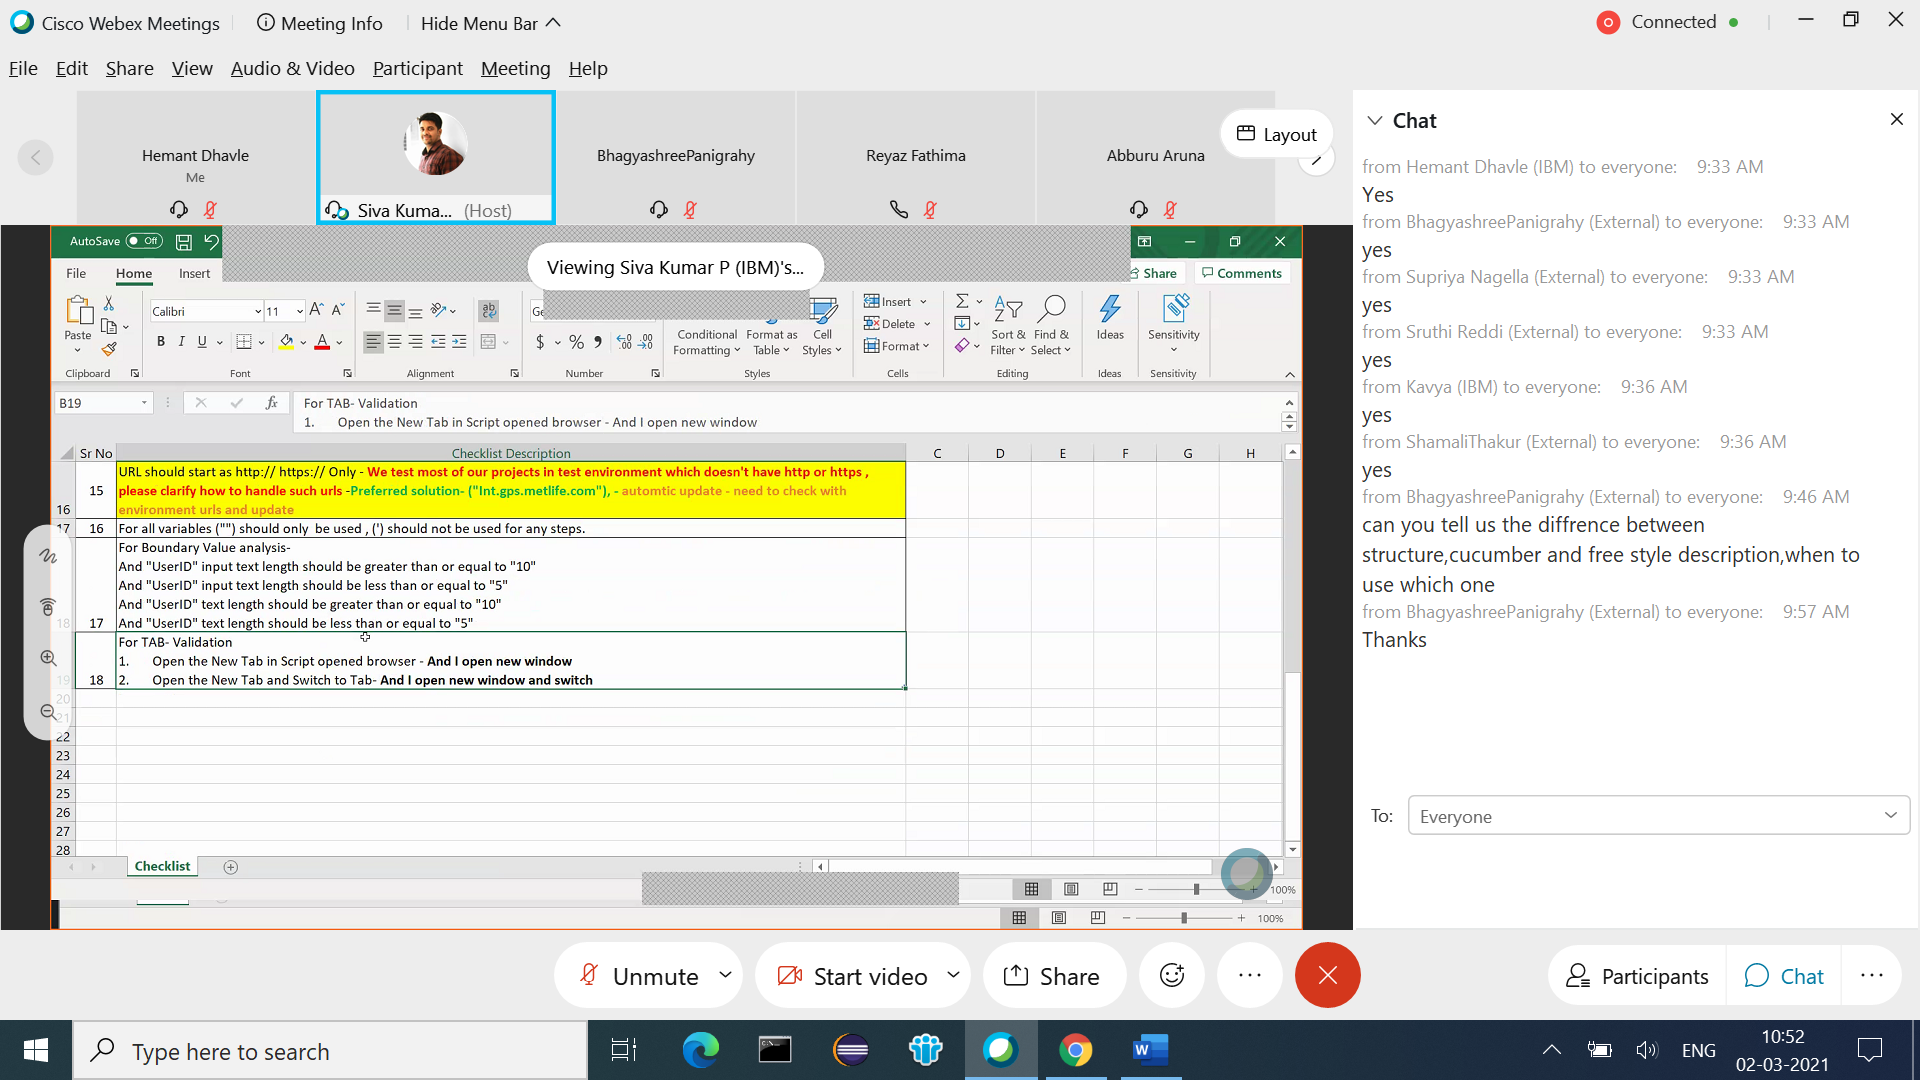 Cisco Webex Meetings
Meeting Info
Hide Menu Bar
Connected
File Edit Share View Audio & Video Participant Meeting Help
Hemant Dhavle
Me
Siva Kuma... (Host)
BhagyashreePanigrahy
Reyaz Fathima
Abburu Aruna
Layout
AutoSave Off
Viewing Siva Kumar P (IBM)'s...
File Home Insert
Share Comments
Paste
Calibri 11
Conditional Formatting
Format as Table
Cell Styles
Insert
Delete
Format
Sort & Filter
Find & Select
Ideas
Sensitivity
Clipboard Font Alignment Number Styles Cells Editing Ideas Sensitivity
B19
fx
For TAB- Validation
1. Open the New Tab in Script opened browser - And I open new window
Sr No Checklist Description C D E F G H
URL should start as http:// https:// Only - We test most of our projects in test environment which doesn't have http or https ,
15 please clarify how to handle such urls -Preferred solution- ("Int.gps.metlife.com"), - automtic update - need to check with
16 environment urls and update
17 16 For all variables ("") should only be used , (') should not be used for any steps.
For Boundary Value analysis-
And "UserID" input text length should be greater than or equal to "10"
And "UserID" input text length should be less than or equal to "5"
And "UserID" text length should be greater than or equal to "10"
18 17 And "UserID" text length should be less than or equal to "5"
For TAB- Validation
1. Open the New Tab in Script opened browser - And I open new window
19 18 2. Open the New Tab and Switch to Tab- And I open new window and switch
20
21
22
23
24
25
26
27
28
Checklist
100%
100%
Chat
from Hemant Dhavle (IBM) to everyone: 9:33 AM
Yes
from BhagyashreePanigrahy (External) to everyone: 9:33 AM
yes
from Supriya Nagella (External) to everyone: 9:33 AM
yes
from Sruthi Reddi (External) to everyone: 9:33 AM
yes
from Kavya (IBM) to everyone: 9:36 AM
yes
from ShamaliThakur (External) to everyone: 9:36 AM
yes
from BhagyashreePanigrahy (External) to everyone: 9:46 AM
can you tell us the diffrence between
structure,cucumber and free style description,when to
use which one
from BhagyashreePanigrahy (External) to everyone: 9:57 AM
Thanks
To: Everyone
Unmute
Start video
Share
Participants
Chat
Type here to search
ENG
10:52
02-03-2021